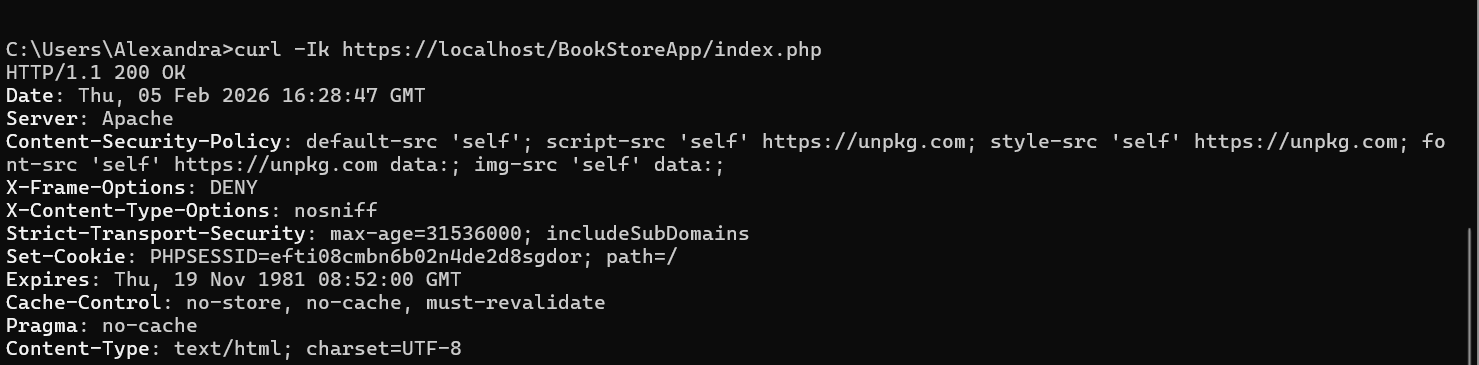 C:\Users\Alexandra>curl -Ik https://localhost/BookStoreApp/index.php
HTTP/1.1 200 OK
Date: Thu, 05 Feb 2026 16:28:47 GMT
Server: Apache
Content-Security-Policy: default-src 'self'; script-src 'self' https://unpkg.com; style-src 'self' https://unpkg.com; fo
nt-src 'self' https://unpkg.com data:; img-src 'self' data:;
X-Frame-Options: DENY
X-Content-Type-Options: nosniff
Strict-Transport-Security: max-age=31536000; includeSubDomains
Set-Cookie: PHPSESSID=efti08cmbn6b02n4de2d8sgdor; path=/
Expires: Thu, 19 Nov 1981 08:52:00 GMT
Cache-Control: no-store, no-cache, must-revalidate
Pragma: no-cache
Content-Type: text/html; charset=UTF-8